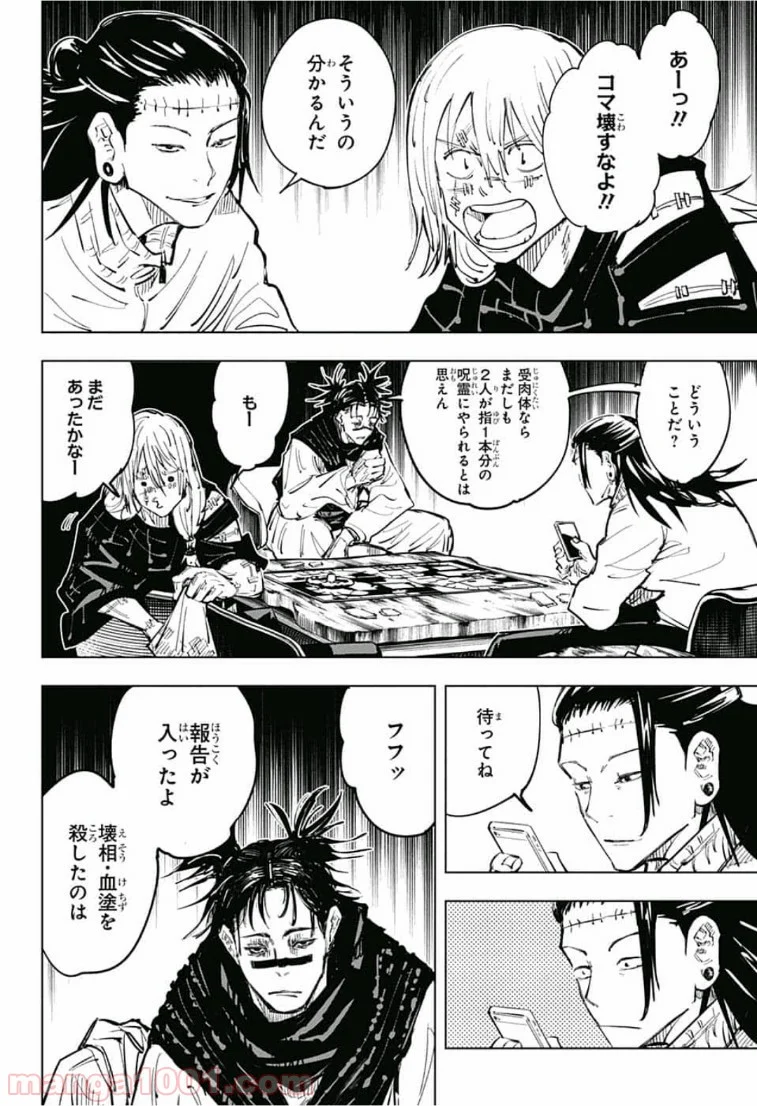 あーっ!!
コマ壊すなよ!!
そういうの
分かるんだ
どういう
ことだ?
受肉体なら
まだしも
2人が指1本分の
呪霊にやられるとは
思えん
もー
まだ
あったかなー
待ってね
フフッ
報告が
入ったよ
壊相・血塗を
殺したのは
manga1001.com